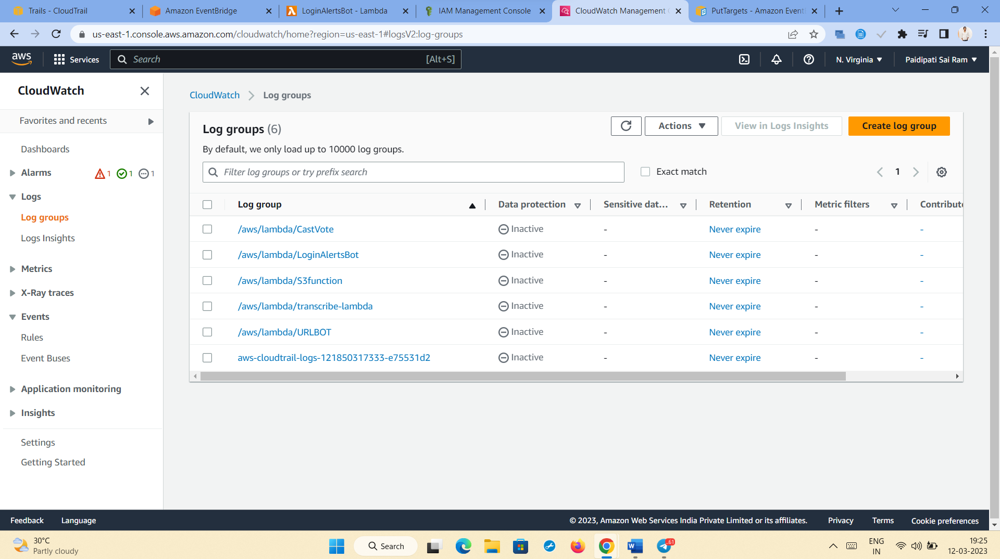 Trails - CloudTrail
Amazon EventBridge
LoginAlertsBot - Lambda
IAM Management Console
CloudWatch Management
PutTargets - Amazon Event
us-east-1.console.aws.amazon.com/cloudwatch/home?region=us-east-1#logsV2:log-groups
aws
Services
Search
[Alt+S]
N. Virginia
Paidipati Sai Ram
CloudWatch
Favorites and recents
Dashboards
Alarms
1
1
1
Logs
Log groups
Logs Insights
Metrics
X-Ray traces
Events
Rules
Event Buses
Application monitoring
Insights
Settings
Getting Started
CloudWatch
Log groups
Log groups (6)
Actions
View in Logs Insights
Create log group
By default, we only load up to 10000 log groups.
Filter log groups or try prefix search
Exact match
1
Log group Data protection Sensitive dat... Retention Metric filters Contribut
/aws/lambda/CastVote Inactive - Never expire - -
/aws/lambda/LoginAlertsBot Inactive - Never expire - -
/aws/lambda/S3function Inactive - Never expire - -
/aws/lambda/transcribe-lambda Inactive - Never expire - -
/aws/lambda/URLBOT Inactive - Never expire - -
aws-cloudtrail-logs-121850317333-e75531d2 Inactive - Never expire - -
Feedback
Language
© 2023, Amazon Web Services India Private Limited or its affiliates.
Privacy
Terms
Cookie preferences
30°C
Partly cloudy
Search
61
ENG
IN
19:25
12-03-2023